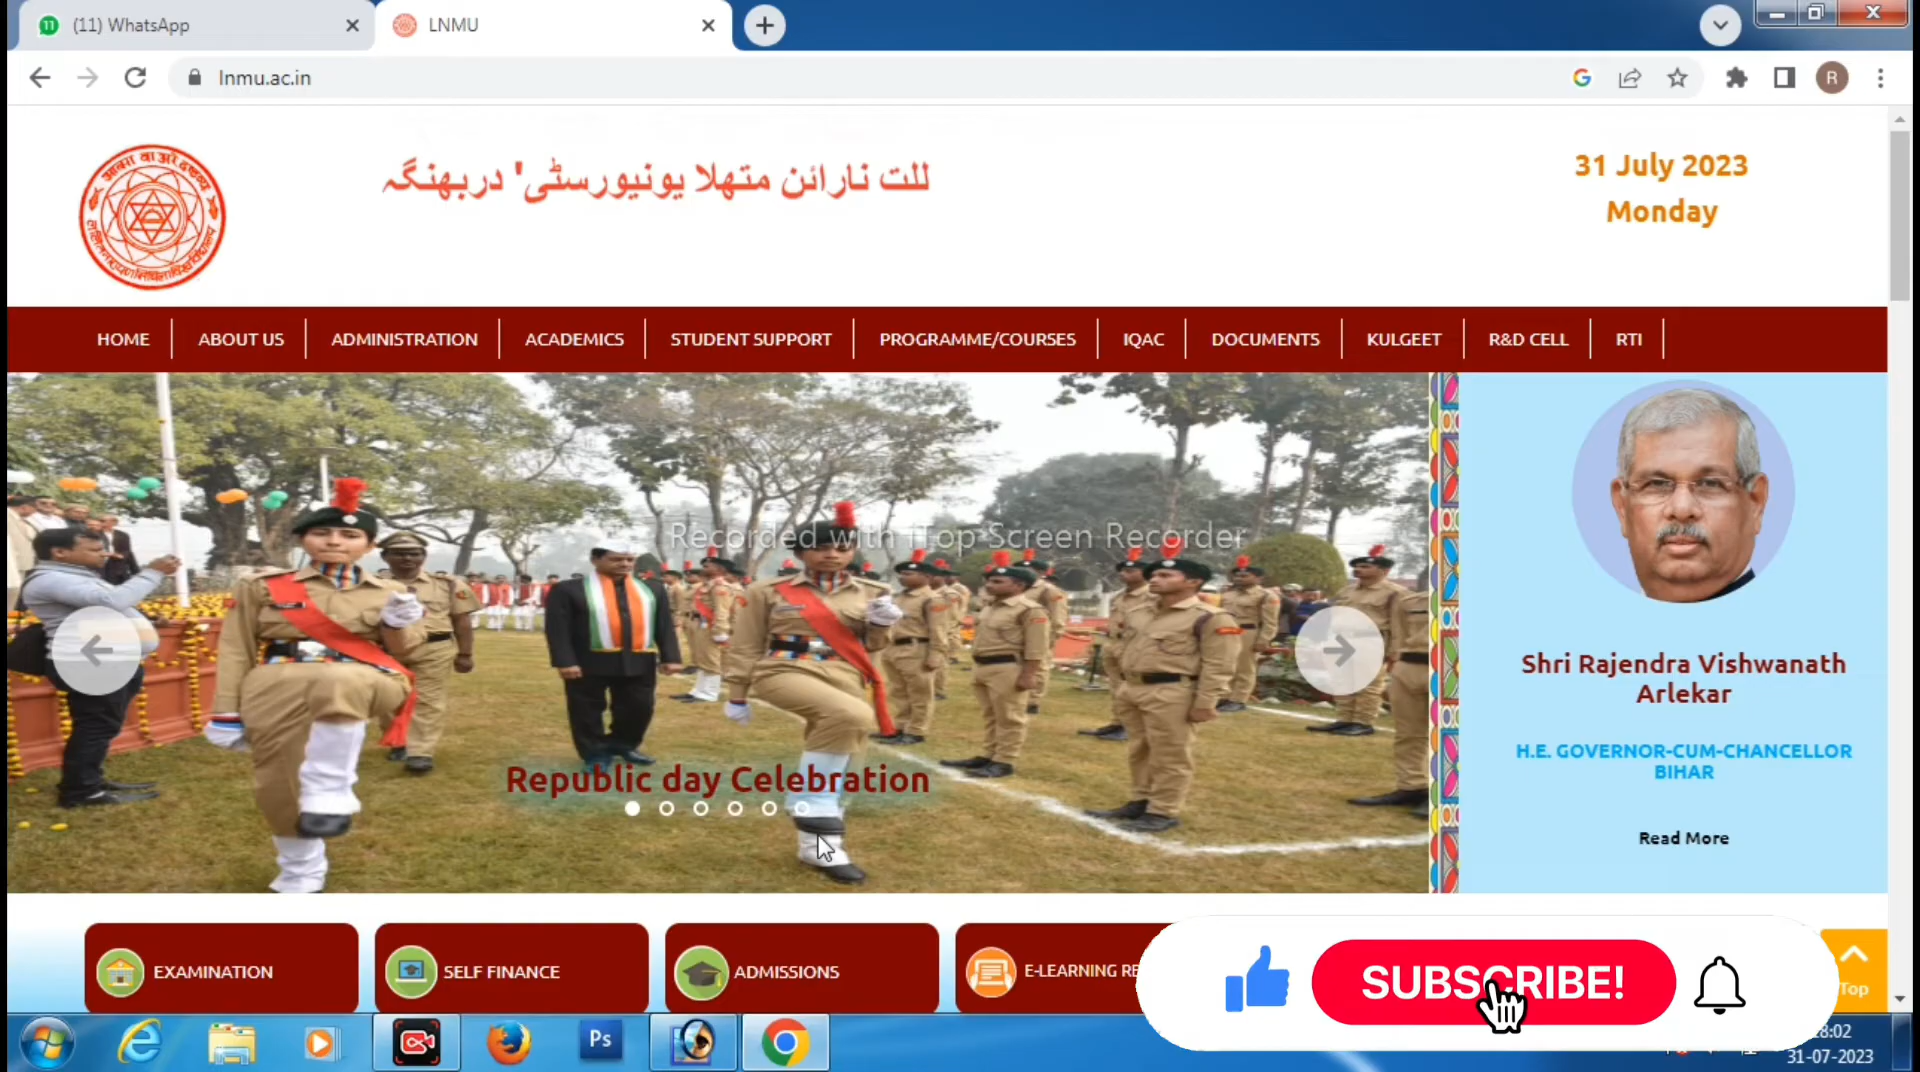 (11) WhatsApp
LNMU
lnmu.ac.in
للت نارائن متھلا یونیورسٹی' دربھنگہ
31 July 2023
Monday
HOME
ABOUT US
ADMINISTRATION
ACADEMICS
STUDENT SUPPORT
PROGRAMME/COURSES
IQAC
DOCUMENTS
KULGEET
R&D CELL
RTI
Recorded with iTop Screen Recorder
Republic day Celebration
Shri Rajendra Vishwanath
Arlekar
H.E. GOVERNOR-CUM-CHANCELLOR
BIHAR
Read More
EXAMINATION
SELF FINANCE
ADMISSIONS
E-LEARNING RE
SUBSCRIBE!
Top
Ps
31-07-2023